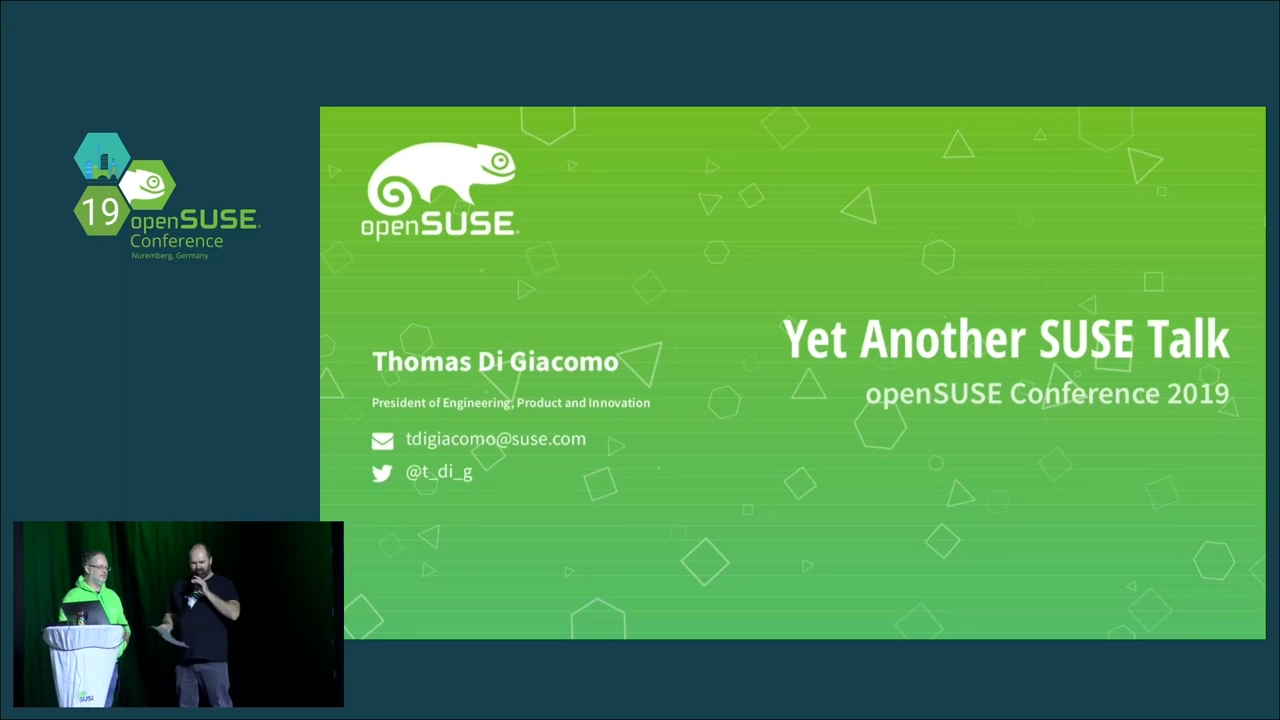 19
openSUSE
Conference
Nuremberg, Germany
openSUSE
Thomas Di Giacomo
President of Engineering, Product and Innovation
tdigiacomo@suse.com
@t_di_g
Yet Another SUSE Talk
openSUSE Conference 2019
SUSE